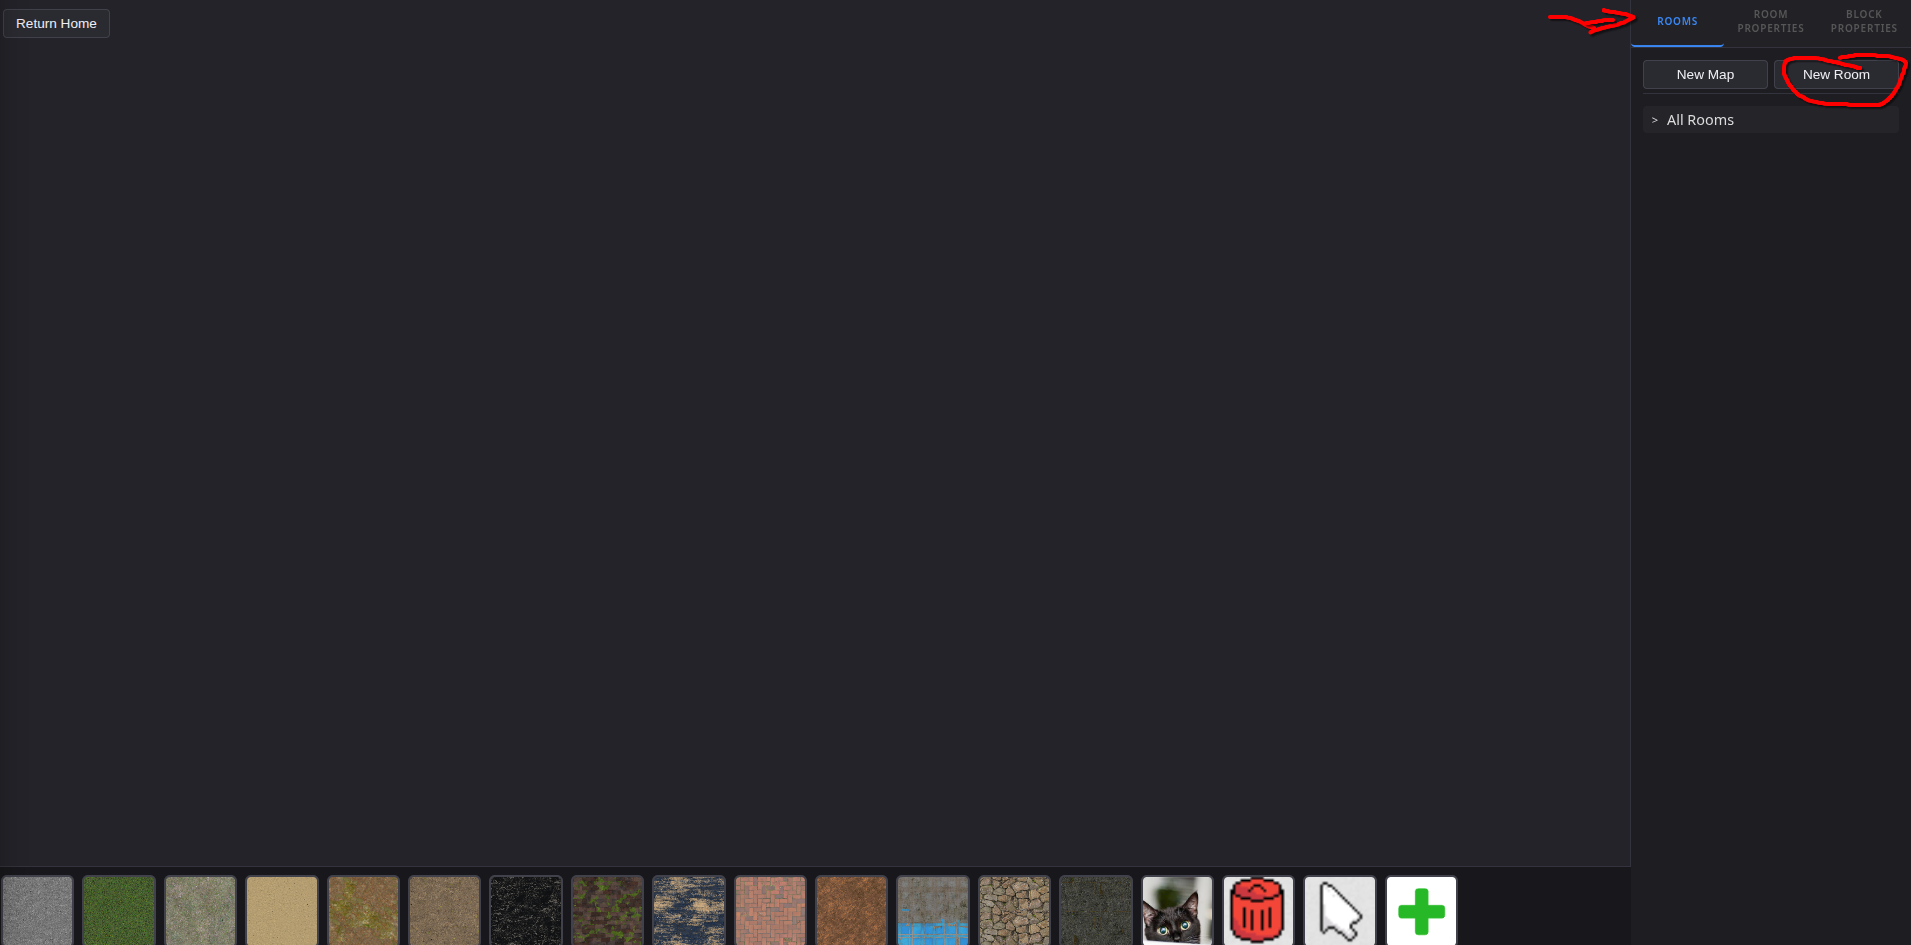 Return Home
ROOMS
ROOM
PROPERTIES
BLOCK
PROPERTIES
New Map
New Room
> All Rooms